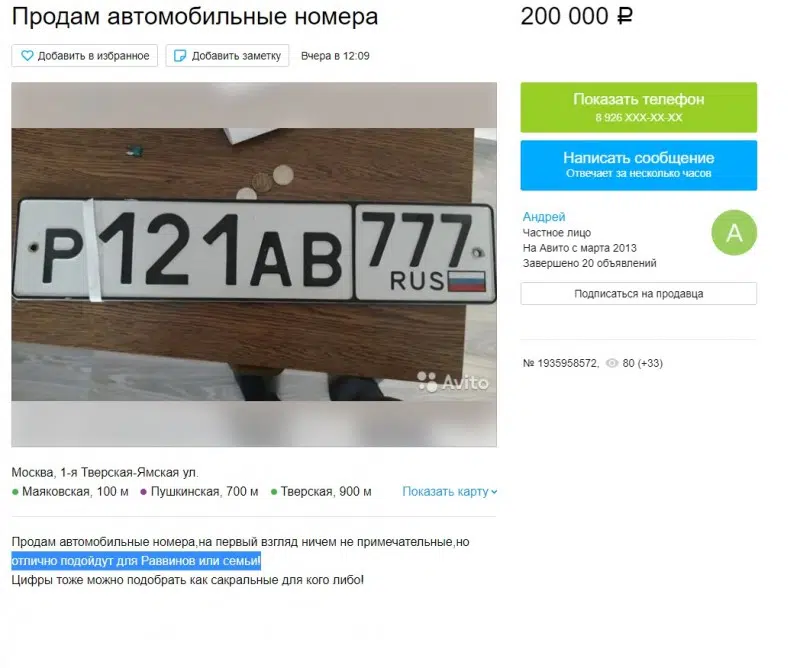 Продам автомобильные номера
200 000 ₽
Добавить в избранное
Добавить заметку
Вчера в 12:09
Р121АВ 777
RUS
Avito
Показать телефон
8 926 XXX-XX-XX
Написать сообщение
Отвечает за несколько часов
Андрей
Частное лицо
На Авито с марта 2013
Завершено 20 объявлений
А
Подписаться на продавца
№ 1935958572, 80 (+33)
Москва, 1-я Тверская-Ямская ул.
Маяковская, 100 м Пушкинская, 700 м Тверская, 900 м Показать карту
Продам автомобильные номера,на первый взгляд ничем не примечательные,но
отлично подойдут для Раввинов или семьи!
Цифры тоже можно подобрать как сакральные для кого либо!